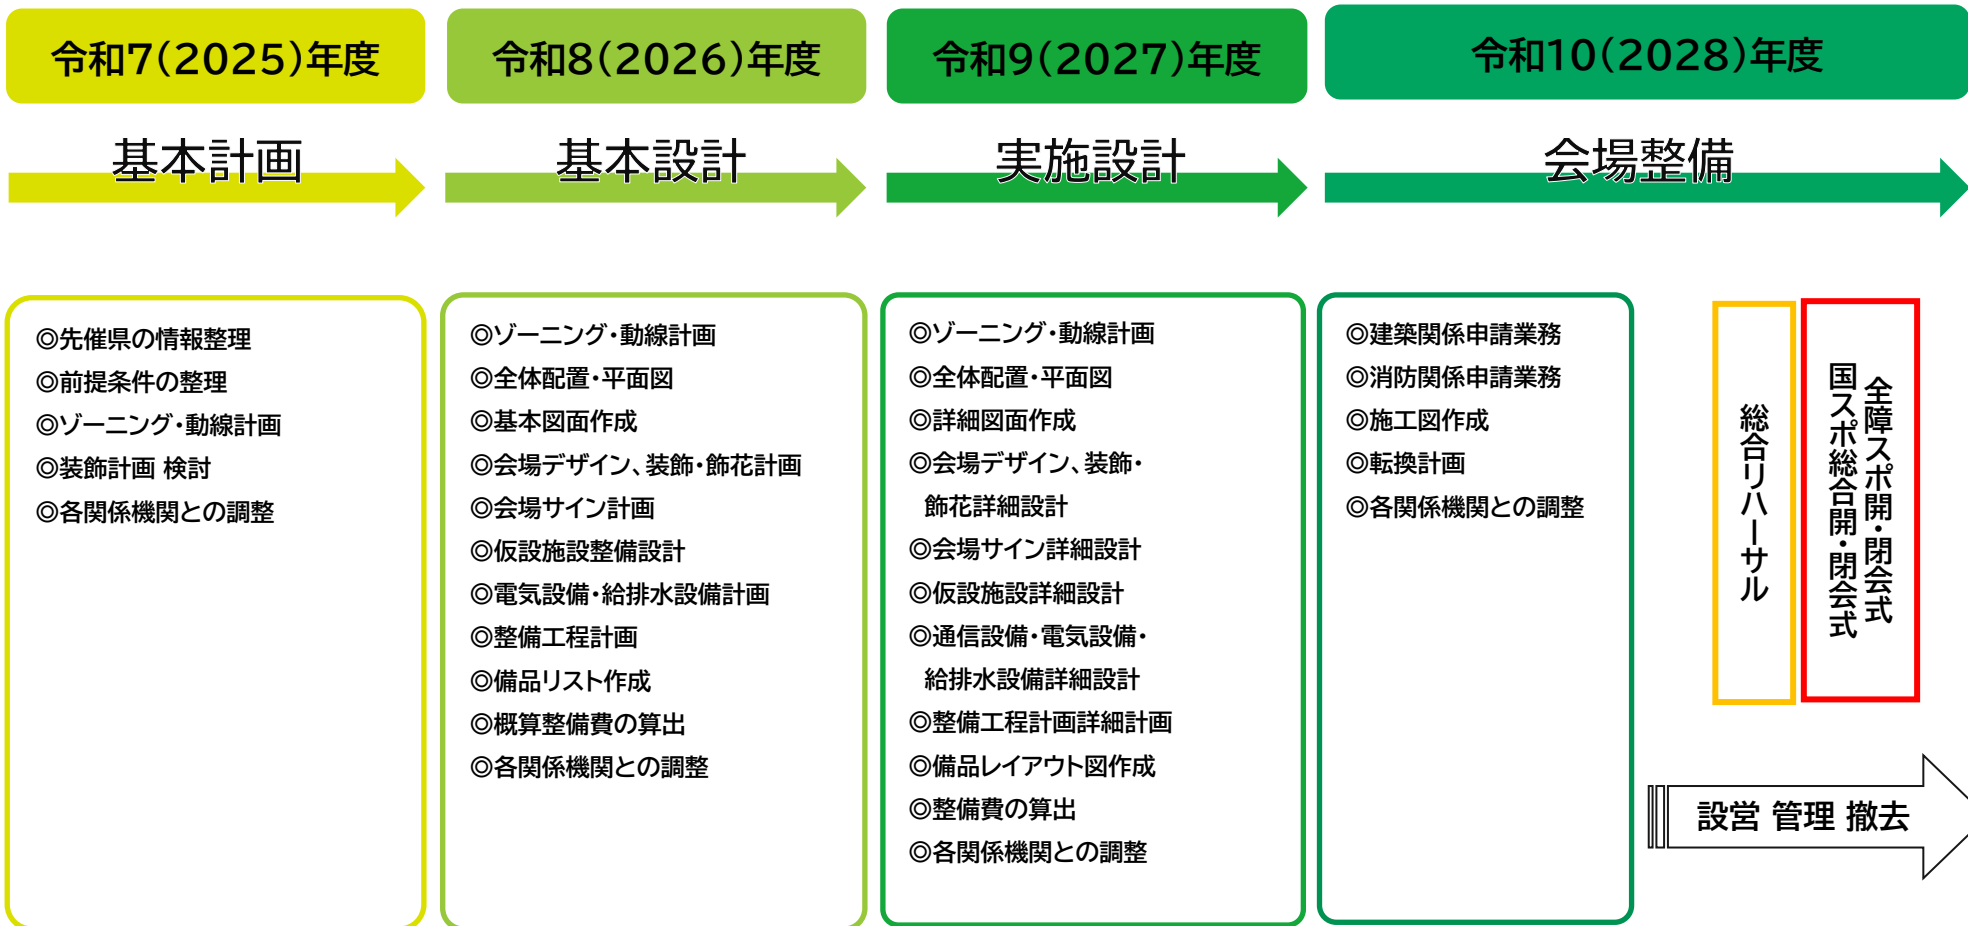 令和7(2025)年度
基本計画
◎先催県の情報整理
◎前提条件の整理
◎ゾーニング・動線計画
◎装飾計画 検討
◎各関係機関との調整
令和8(2026)年度
基本設計
◎ゾーニング・動線計画
◎全体配置・平面図
◎基本図面作成
◎会場デザイン、装飾・飾花計画
◎会場サイン計画
◎仮設施設整備設計
◎電気設備・給排水設備計画
◎整備工程計画
◎備品リスト作成
◎概算整備費の算出
◎各関係機関との調整
令和9(2027)年度
実施設計
◎ゾーニング・動線計画
◎全体配置・平面図
◎詳細図面作成
◎会場デザイン、装飾・
飾花詳細設計
◎会場サイン詳細設計
◎仮設施設詳細設計
◎通信設備・電気設備・
給排水設備詳細設計
◎整備工程計画詳細計画
◎備品レイアウト図作成
◎整備費の算出
◎各関係機関との調整
令和10(2028)年度
会場整備
◎建築関係申請業務
◎消防関係申請業務
◎施工図作成
◎転換計画
◎各関係機関との調整
総合リハーサル
全障スポ開・閉会式
国スポ総合開・閉会式
設営 管理 撤去